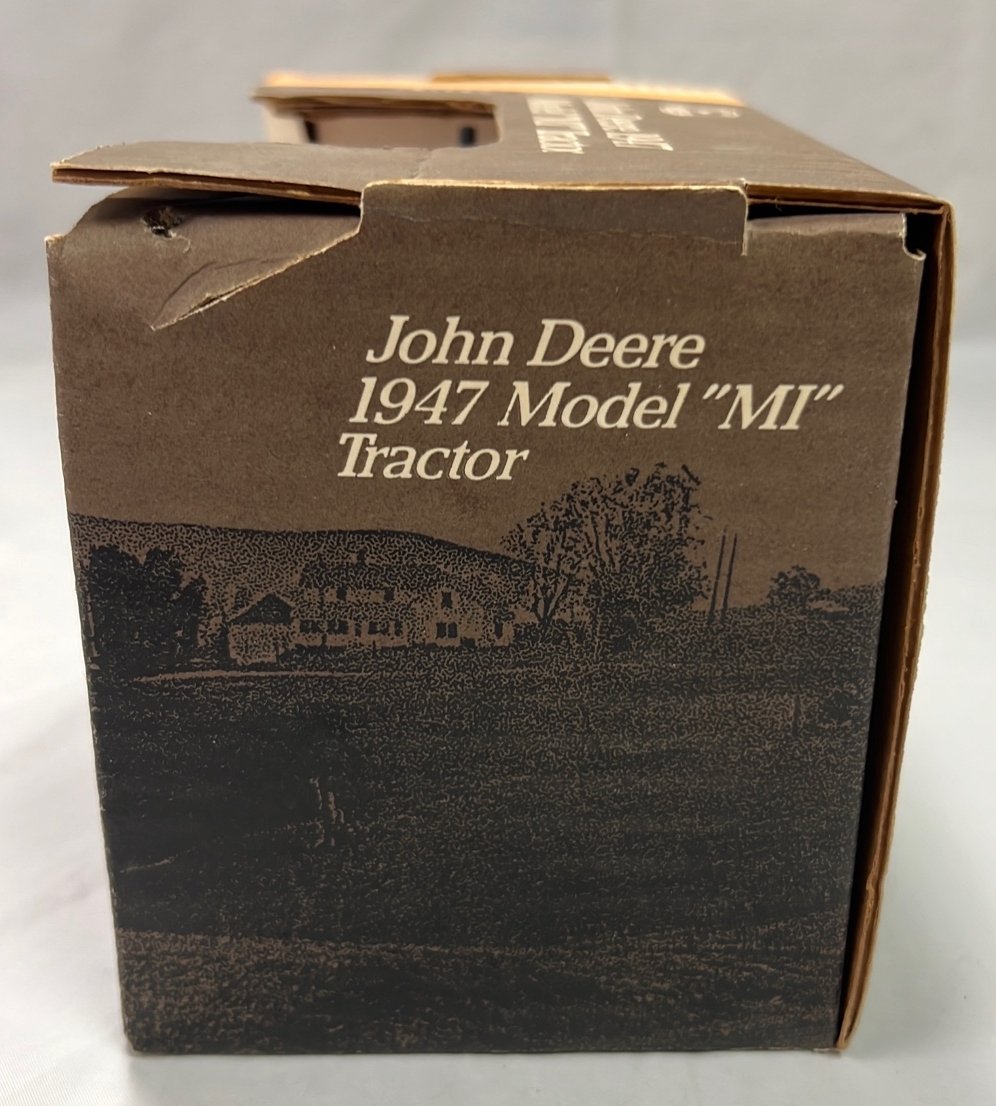 John Deere
1947 Model "MI"
Tractor